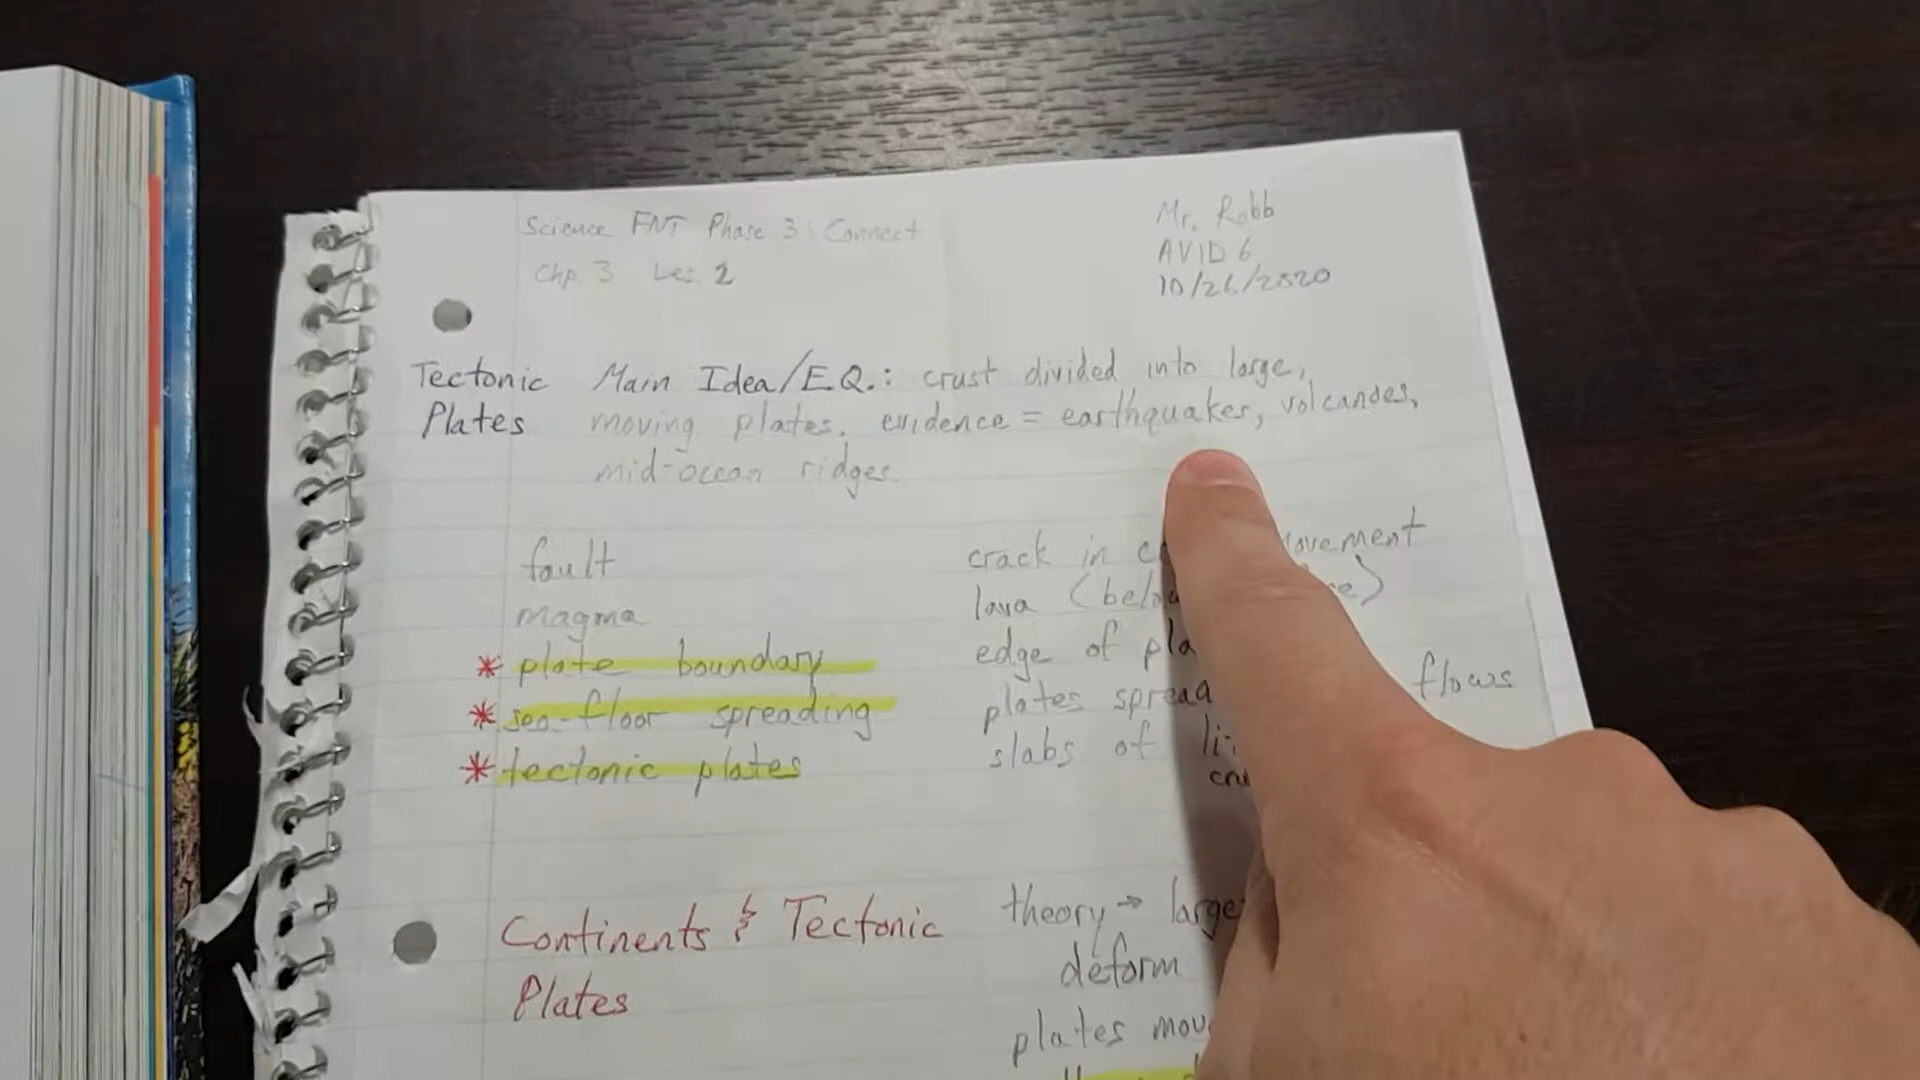 Science FNT Phase 3: Connect
Mr. Robb
Chp. 3 Les. 2
AVID 6
10/26/2020
Tectonic
Plates
Main Idea/E.Q.: crust divided into large,
moving plates. evidence = earthquakes, volcanoes,
mid-ocean ridges.
fault
crack in movement
magma
lava
* plate boundary
edge of
* sea-floor spreading
plates flows
* tectonic plates
slabs of
Continents & Tectonic
Plates
theory → large
deform
plates